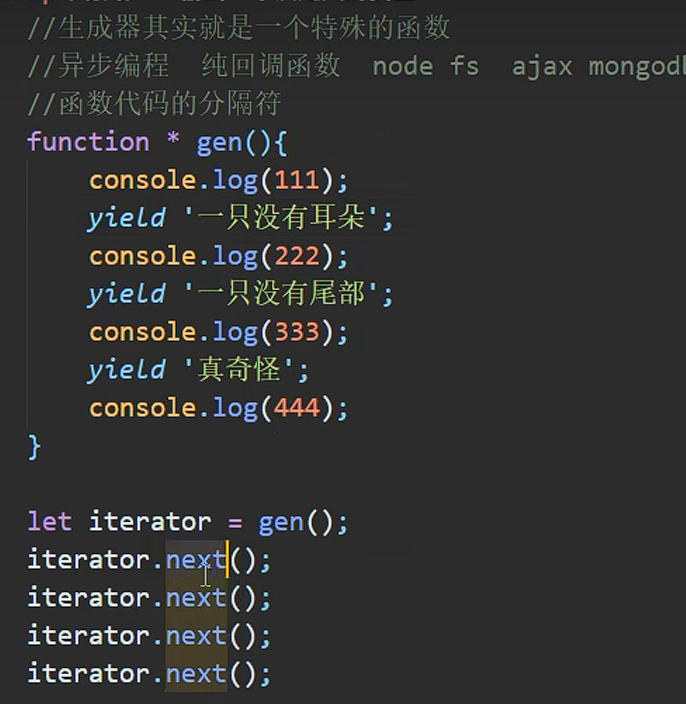 //生成器其实就是一个特殊的函数
//异步编程  纯回调函数  node fs  ajax mongodb
//函数代码的分隔符
function * gen(){
    console.log(111);
    yield '一只没有耳朵';
    console.log(222);
    yield '一只没有尾部';
    console.log(333);
    yield '真奇怪';
    console.log(444);
}
let iterator = gen();
iterator.next();
iterator.next();
iterator.next();
iterator.next();